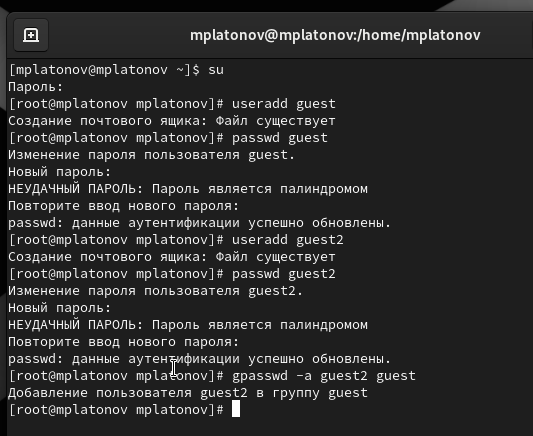 mplatonov@mplatonov:/home/mplatonov
[mplatonov@mplatonov ~]$ su
Пароль:
[root@mplatonov mplatonov]# useradd guest
Создание почтового ящика: Файл существует
[root@mplatonov mplatonov]# passwd guest
Изменение пароля пользователя guest.
Новый пароль:
НЕУДАЧНЫЙ ПАРОЛЬ: Пароль является палиндромом
Повторите ввод нового пароля:
passwd: данные аутентификации успешно обновлены.
[root@mplatonov mplatonov]# useradd guest2
Создание почтового ящика: Файл существует
[root@mplatonov mplatonov]# passwd guest2
Изменение пароля пользователя guest2.
Новый пароль:
НЕУДАЧНЫЙ ПАРОЛЬ: Пароль является палиндромом
Повторите ввод нового пароля:
passwd: данные аутентификации успешно обновлены.
[root@mplatonov mplatonov]# gpasswd -a guest2 guest
Добавление пользователя guest2 в группу guest
[root@mplatonov mplatonov]#